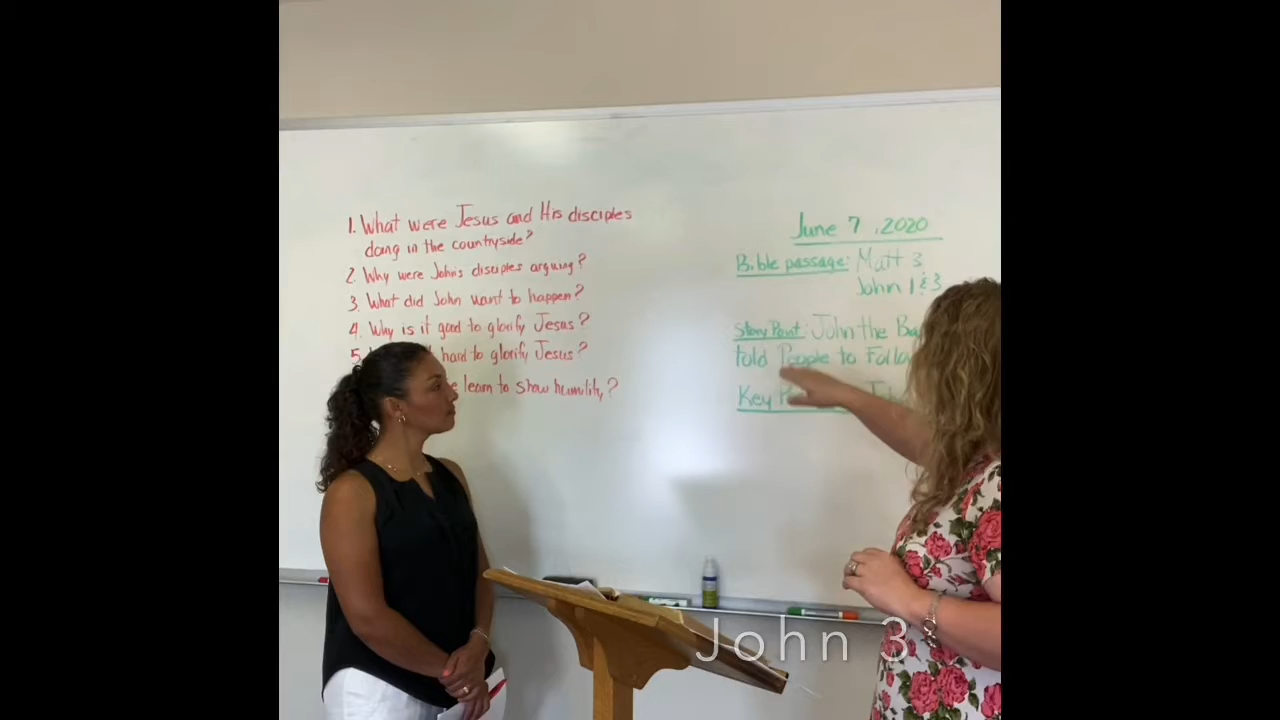 1. What were Jesus and His disciples
doing in the countryside?
2. Why were John's disciples arguing?
3. What did John want to happen?
4. Why is it good to glorify Jesus?
5. hard to glorify Jesus?
learn to show humility?
June 7, 2020
Bible passage: Matt 3
John 1 & 3
Story Point: John the
told People to
Key
John 3